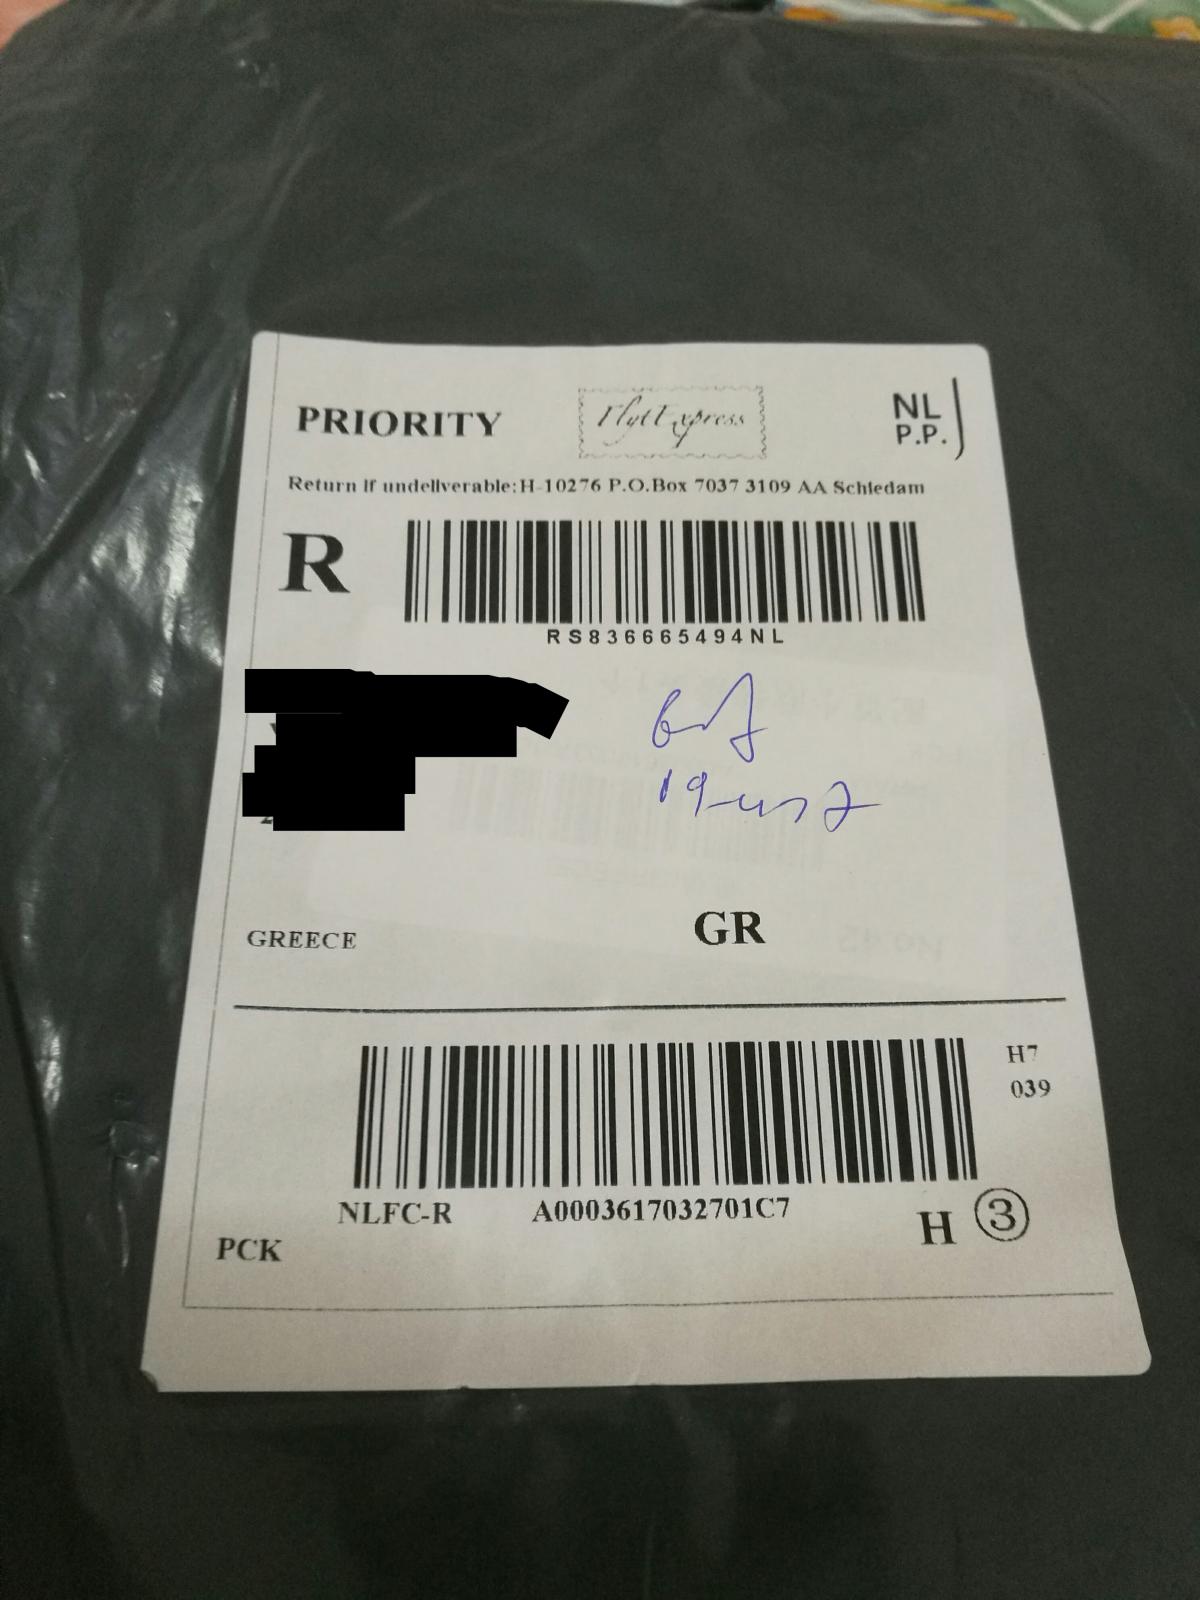 PRIORITY
FlytExpress
NL
P.P.
Return if undeliverable:H-10276 P.O.Box 7037 3109 AA Schiedam
R
RS836665494NL
GREECE
GR
H7
039
NLFC-R A0003617032701C7
H ③
PCK